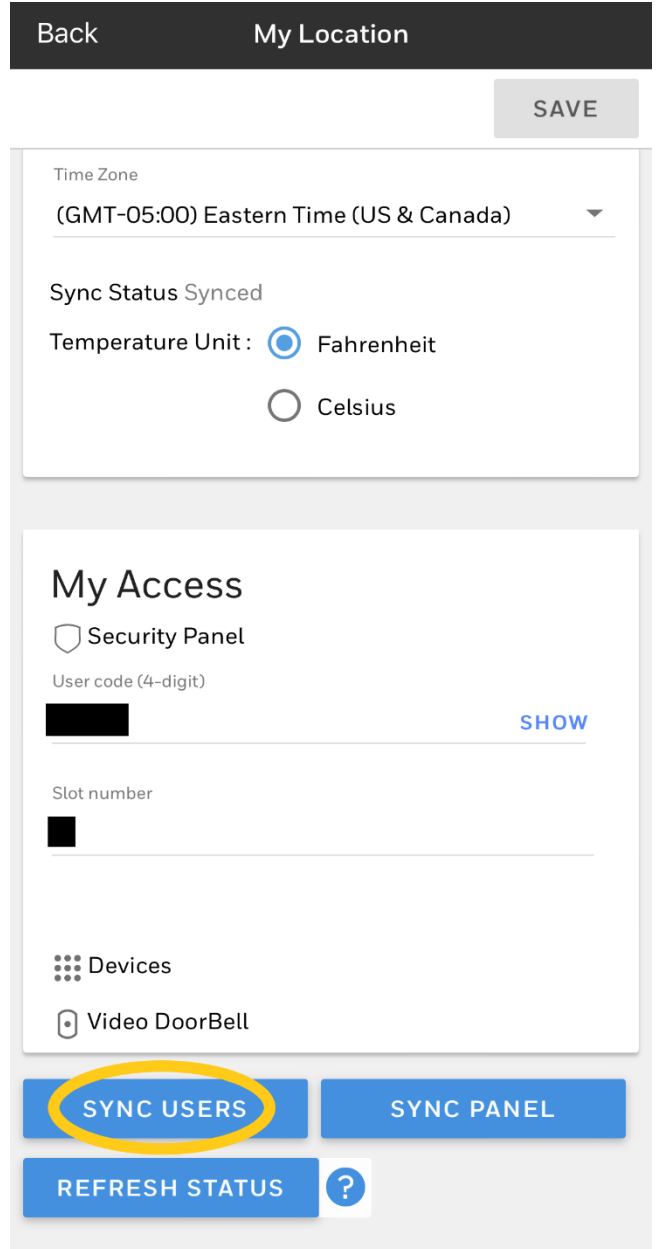 Back My Location
SAVE
Time Zone
(GMT-05:00) Eastern Time (US & Canada)
Sync Status Synced
Temperature Unit : Fahrenheit
Celsius
My Access
Security Panel
User code (4-digit)
SHOW
Slot number
Devices
Video DoorBell
SYNC USERS SYNC PANEL
REFRESH STATUS ?